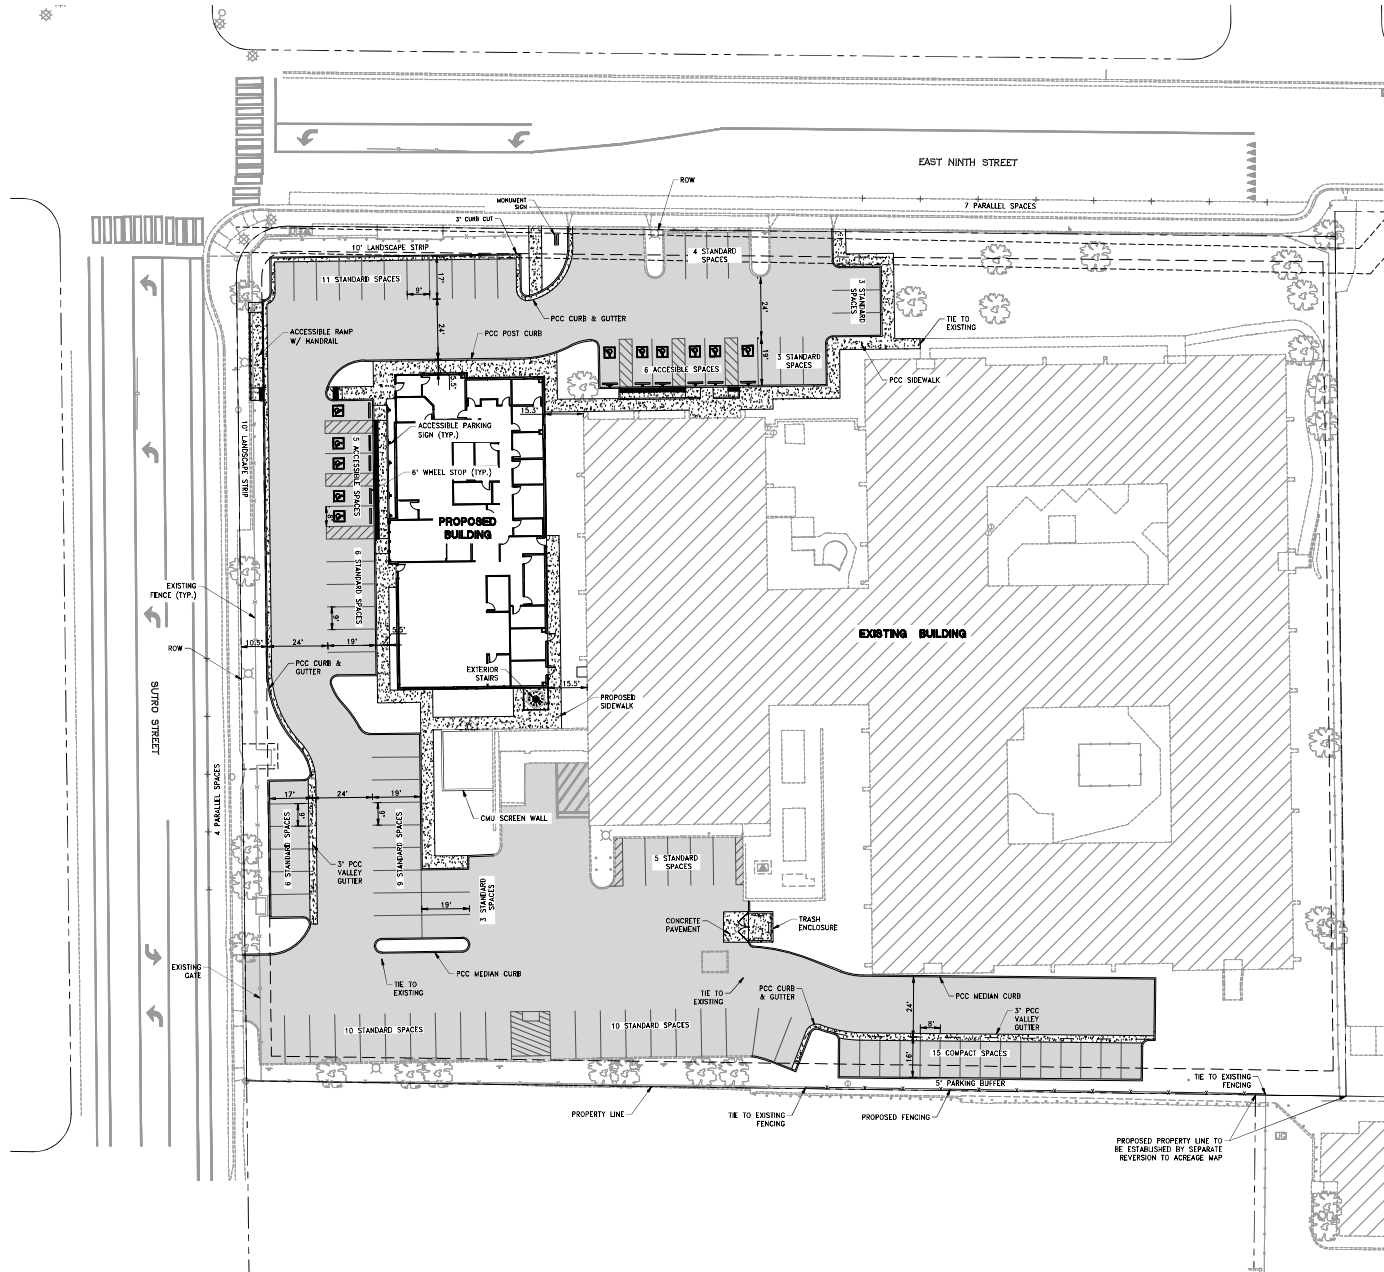 EAST NINTH STREET
ROW
MONUMENT
SIGN
7 PARALLEL SPACES
3' CURB CUT
10' LANDSCAPE STRIP
4 STANDARD
SPACES
11 STANDARD SPACES
17'
9'
24'
3 STANDARD
SPACES
24'
PCC CURB & GUTTER
TIE TO
EXISTING
ACCESSIBLE RAMP
W/ HANDRAIL
PCC POST CURB
19'
3 STANDARD
SPACES
6 ACCESIBLE SPACES
PCC SIDEWALK
5.5'
15.3'
10' LANDSCAPE STRIP
ACCESSIBLE PARKING
SIGN (TYP.)
5 ACCESSIBLE SPACES
6' WHEEL STOP (TYP.)
8'
PROPOSED
BUILDING
6 STANDARD SPACES
EXISTING
FENCE (TYP.)
9'
EXISTING BUILDING
5.5'
10.5'
24'
19'
ROW
PCC CURB &
GUTTER
EXTERIOR
STAIRS
15.5'
PROPOSED
SIDEWALK
SUTRO STREET
4 PARALLEL SPACES
17'
24'
19'
9'
9'
CMU SCREEN WALL
6 STANDARD SPACES
9 STANDARD SPACES
3' PCC
VALLEY
GUTTER
5 STANDARD
SPACES
3 STANDARD
SPACES
19'
CONCRETE
PAVEMENT
TRASH
ENCLOSURE
EXISTING
GATE
PCC MEDIAN CURB
TIE TO
EXISTING
TIE TO
EXISTING
PCC CURB
& GUTTER
24'
PCC MEDIAN CURB
3' PCC
VALLEY
GUTTER
8'
10 STANDARD SPACES
10 STANDARD SPACES
16'
15 COMPACT SPACES
5' PARKING BUFFER
TIE TO EXISTING
FENCING
PROPERTY LINE
TIE TO EXISTING
FENCING
PROPOSED FENCING
PROPOSED PROPERTY LINE TO
BE ESTABLISHED BY SEPARATE
REVERSION TO ACREAGE MAP